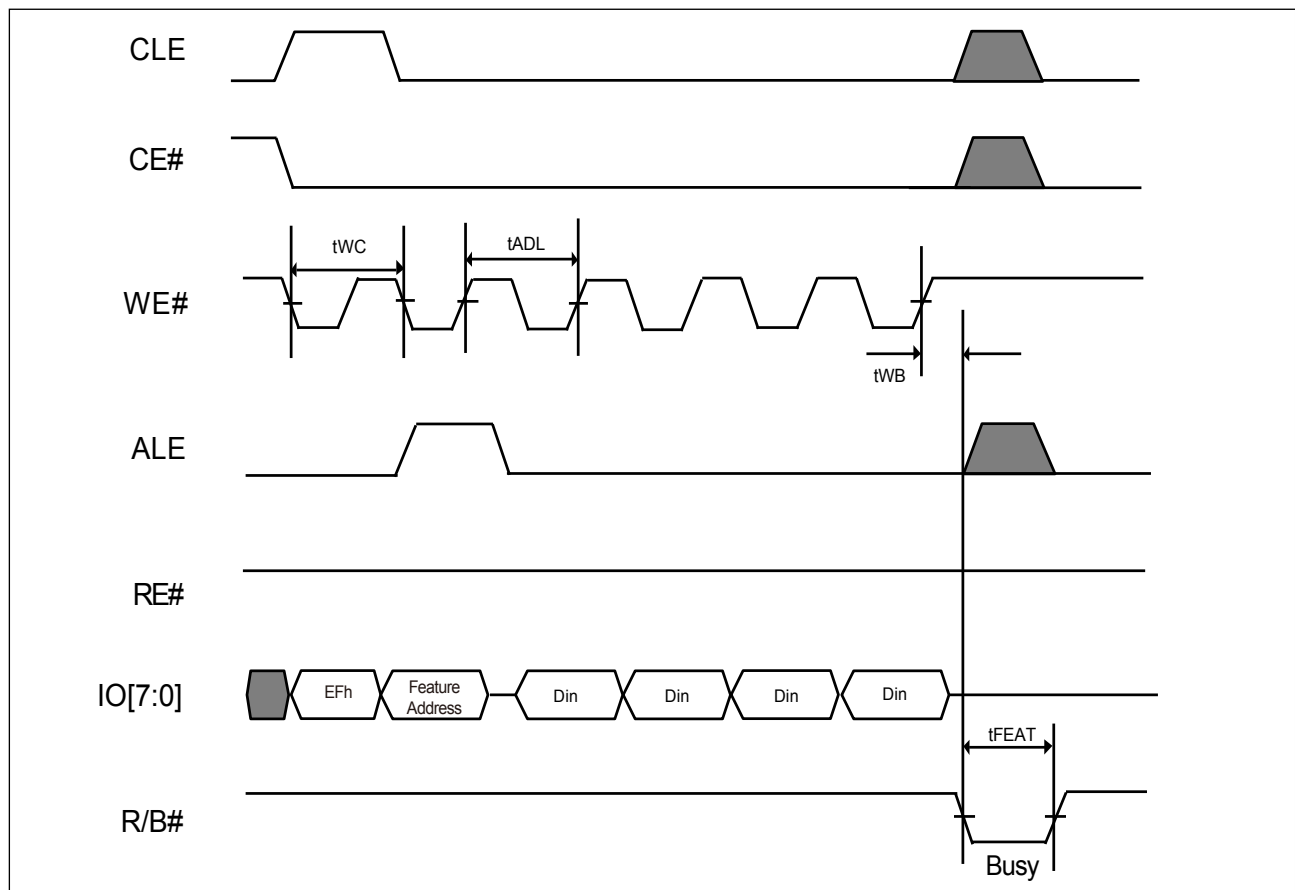 CLE
CE#
tWC
tADL
WE#
tWB
ALE
RE#
IO[7:0]
EFh
Feature
Address
Din
Din
Din
Din
tFEAT
R/B#
Busy